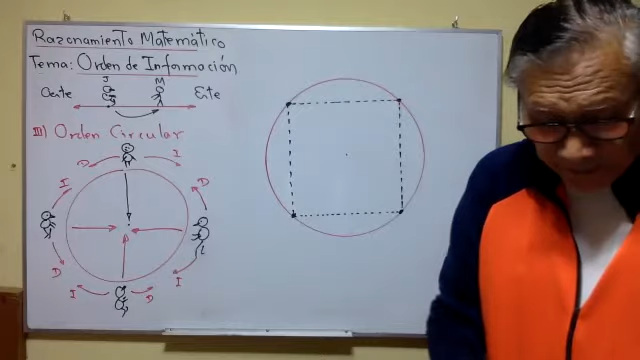 Razonamiento Matemático
Tema: Orden de Información
J M
Oeste Este
III) Orden Circular
D I
I D
D I
I D